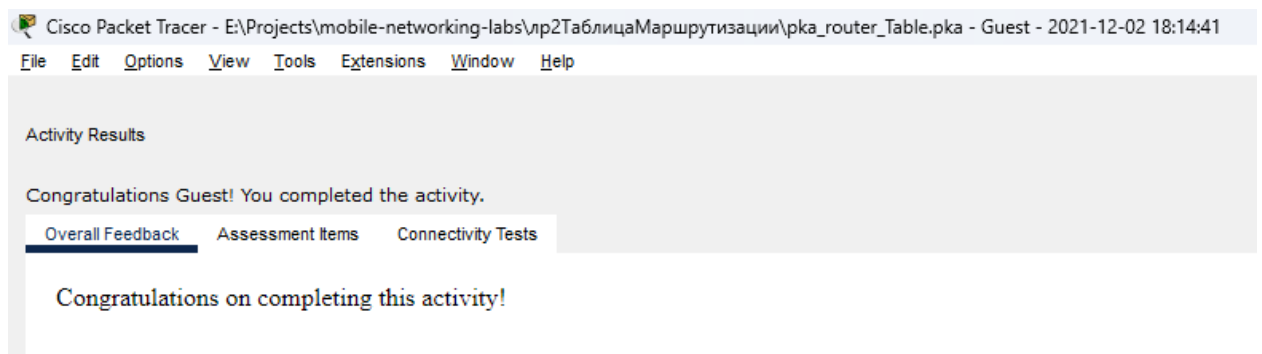 Cisco Packet Tracer - E:\Projects\mobile-networking-labs\лр2ТаблицаМаршрутизации\pka_router_Table.pka - Guest - 2021-12-02 18:14:41
File Edit Options View Tools Extensions Window Help
Activity Results
Congratulations Guest! You completed the activity.
Overall Feedback Assessment Items Connectivity Tests
Congratulations on completing this activity!